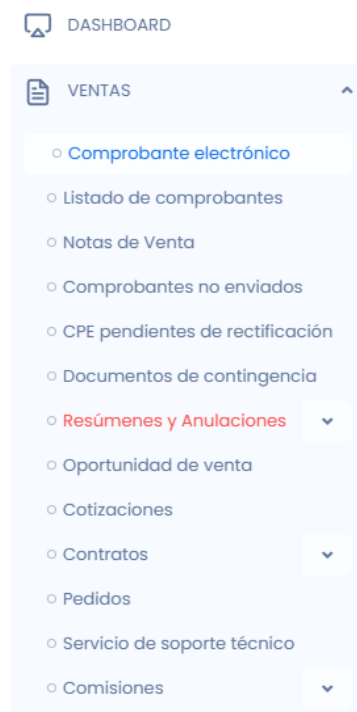 DASHBOARD
VENTAS
Comprobante electrónico
Listado de comprobantes
Notas de Venta
Comprobantes no enviados
CPE pendientes de rectificación
Documentos de contingencia
Resúmenes y Anulaciones
Oportunidad de venta
Cotizaciones
Contratos
Pedidos
Servicio de soporte técnico
Comisiones